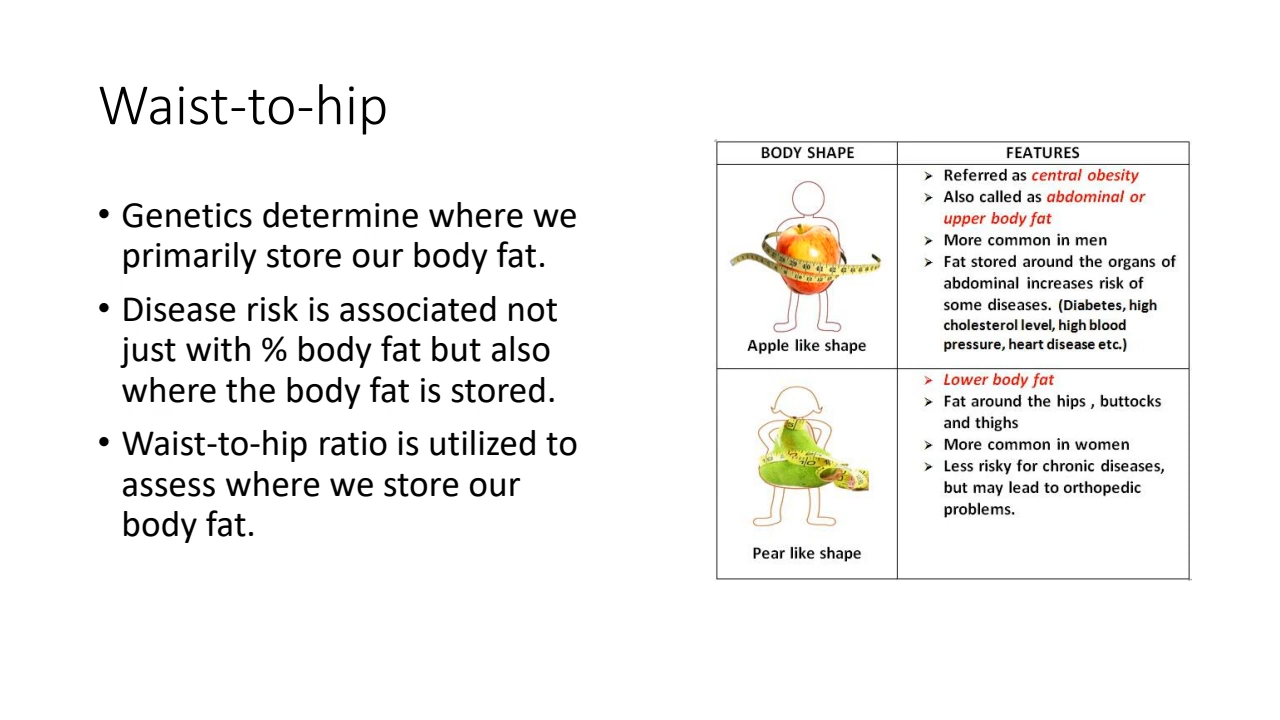 Waist-to-hip
• Genetics determine where we
primarily store our body fat.
• Disease risk is associated not
just with % body fat but also
where the body fat is stored.
• Waist-to-hip ratio is utilized to
assess where we store our
body fat.
BODY SHAPE
FEATURES
Apple like shape
➢ Referred as central obesity
➢ Also called as abdominal or
upper body fat
➢ More common in men
➢ Fat stored around the organs of
abdominal increases risk of
some diseases. (Diabetes, high
cholesterol level, high blood
pressure, heart disease etc.)
Pear like shape
➢ Lower body fat
➢ Fat around the hips , buttocks
and thighs
➢ More common in women
➢ Less risky for chronic diseases,
but may lead to orthopedic
problems.